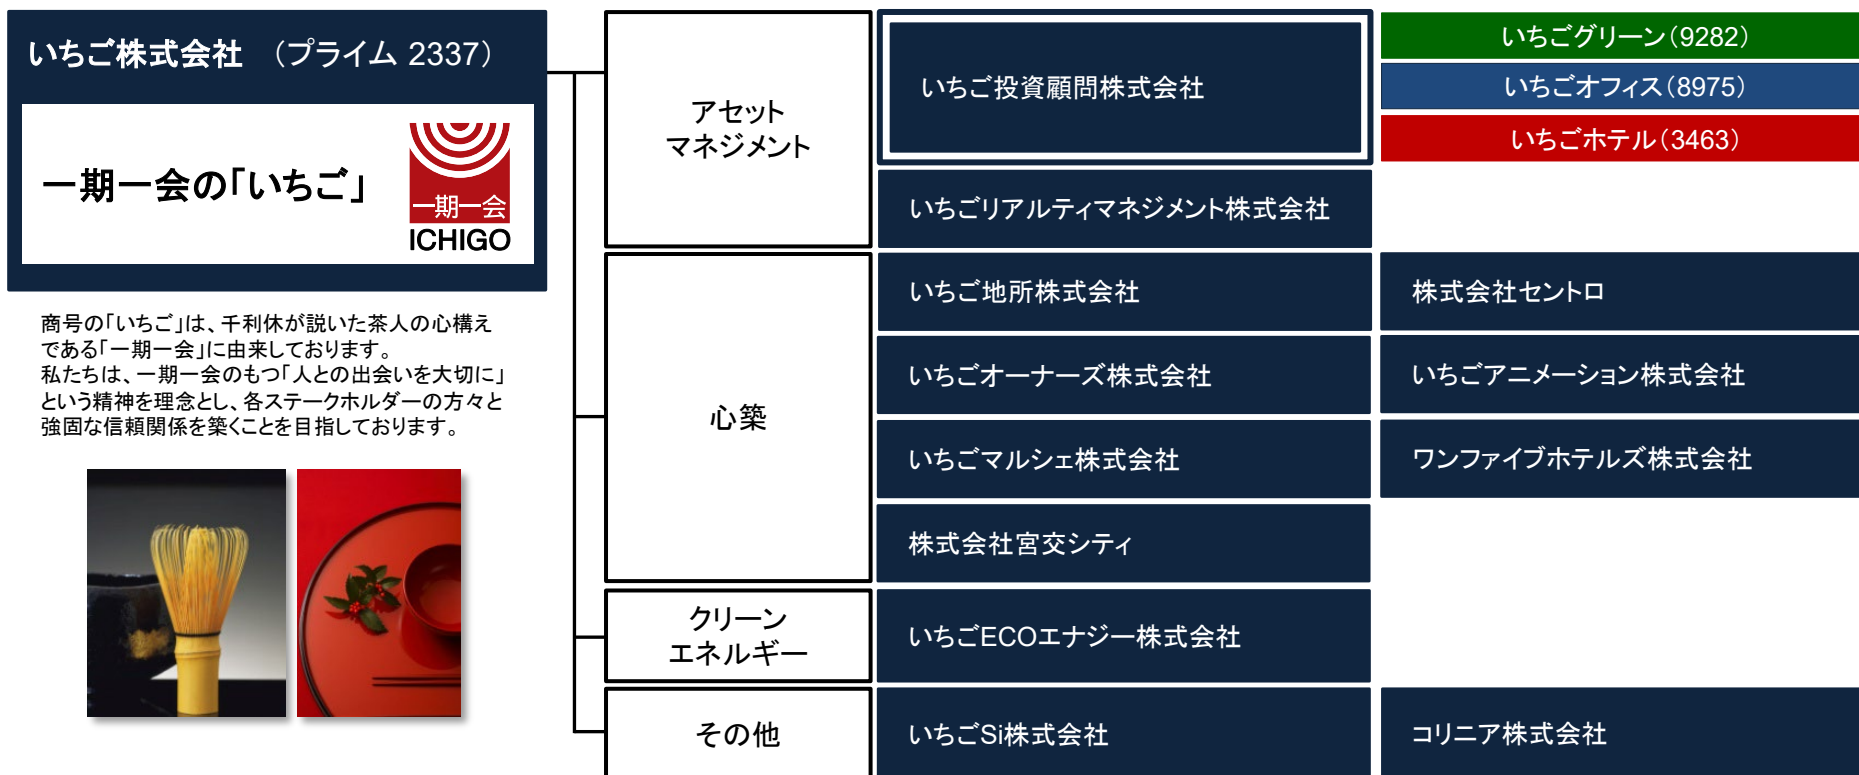 いちご株式会社 （プライム 2337）
一期一会の「いちご」
一期一会
ICHIGO
商号の「いちご」は、千利休が説いた茶人の心構え
である「一期一会」に由来しております。
私たちは、一期一会のもつ「人との出会いを大切に」
という精神を理念とし、各ステークホルダーの方々と
強固な信頼関係を築くことを目指しております。
アセット
マネジメント
いちご投資顧問株式会社
いちごグリーン（9282）
いちごオフィス（8975）
いちごホテル（3463）
いちごリアルティマネジメント株式会社
心築
いちご地所株式会社
株式会社セントロ
いちごオーナーズ株式会社
いちごアニメーション株式会社
いちごマルシェ株式会社
ワンファイブホテルズ株式会社
株式会社宮交シティ
クリーン
エネルギー
いちごECOエナジー株式会社
その他
いちごSi株式会社
コリニア株式会社